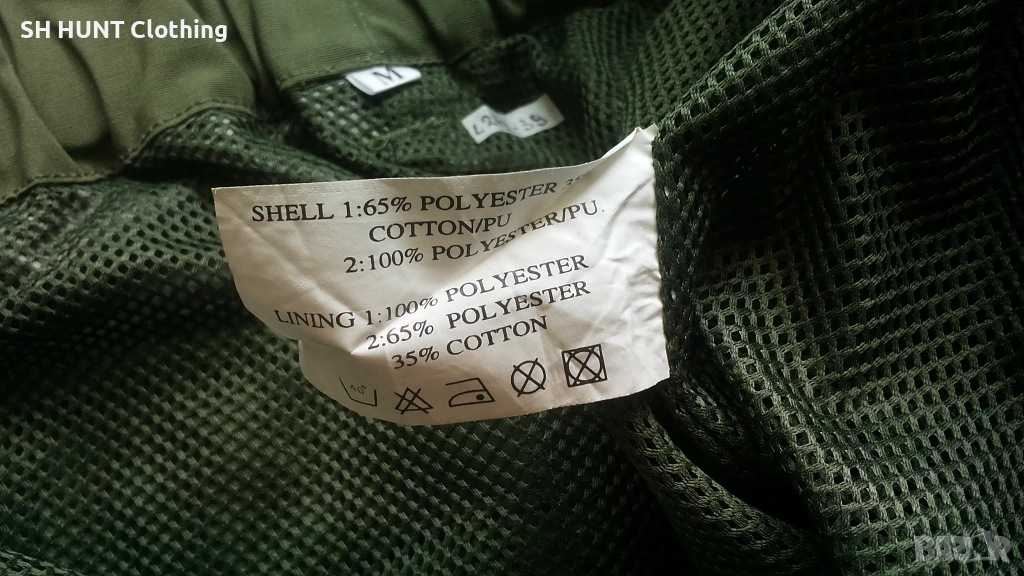 SH HUNT Clothing
M
SHELL 1:65% POLYESTER
COTTON/PU
2:100% POLYESTER/PU.
LINING 1:100% POLYESTER
2:65% POLYESTER
35% COTTON
40°